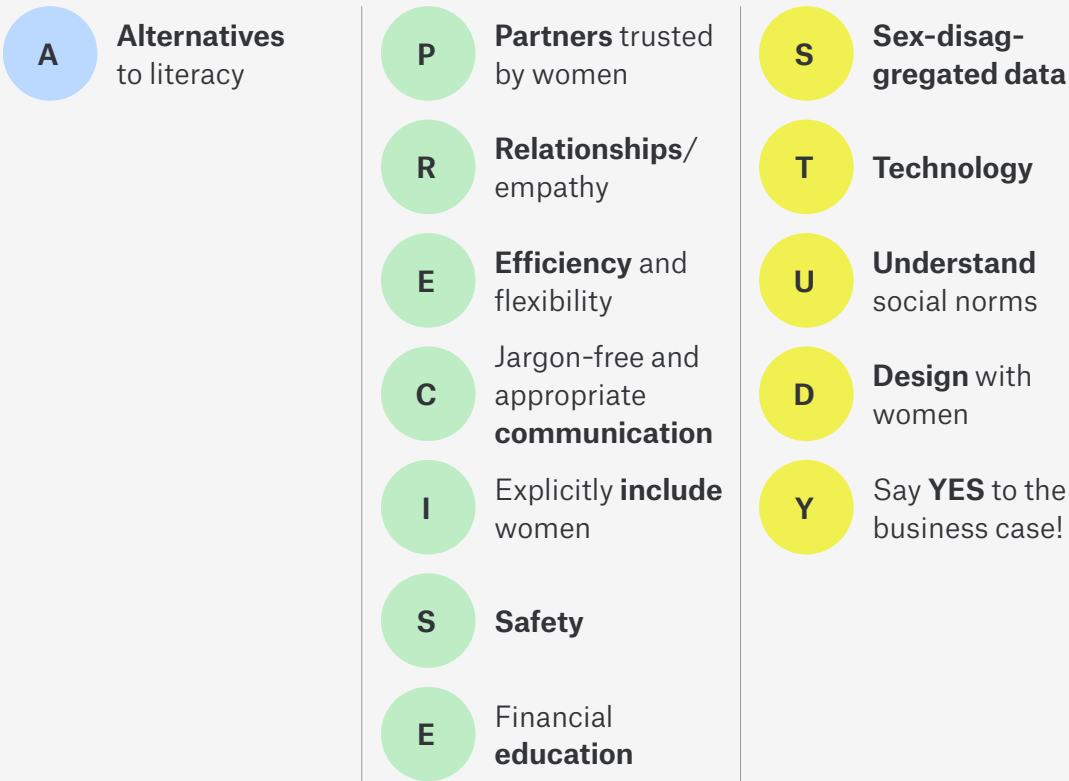 A
Alternatives
to literacy
P
Partners trusted
by women
R
Relationships/
empathy
E
Efficiency and
flexibility
C
Jargon-free and
appropriate
communication
I
Explicitly include
women
S
Safety
E
Financial
education
S
Sex-disag-
gregated data
T
Technology
U
Understand
social norms
D
Design with
women
Y
Say YES to the
business case!